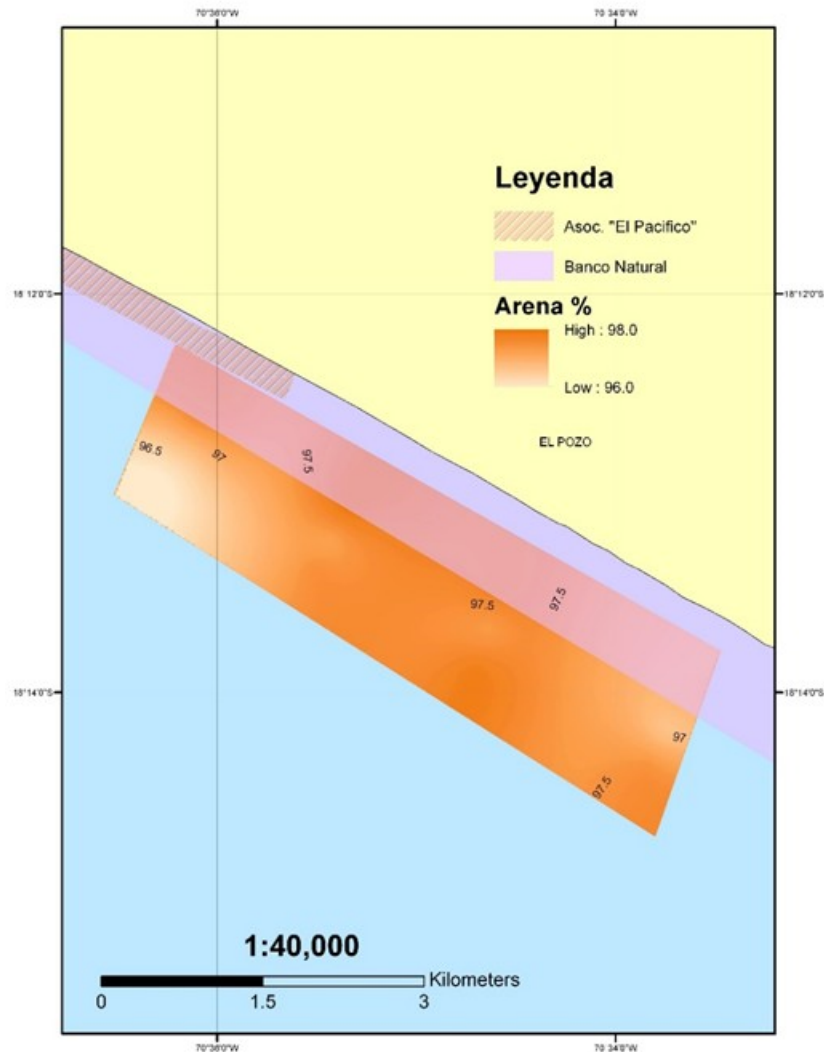 70°36'0"W
70°34'0"W
Leyenda
Asoc. "El Pacifico"
Banco Natural
18°12'0"S
18°12'0"S
Arena %
High : 98.0
Low : 96.0
EL POZO
96.5
97
97.5
97.5
97.5
18°14'0"S
18°14'0"S
97
97.5
1:40,000
Kilometers
0
1.5
3
70°36'0"W
70°34'0"W